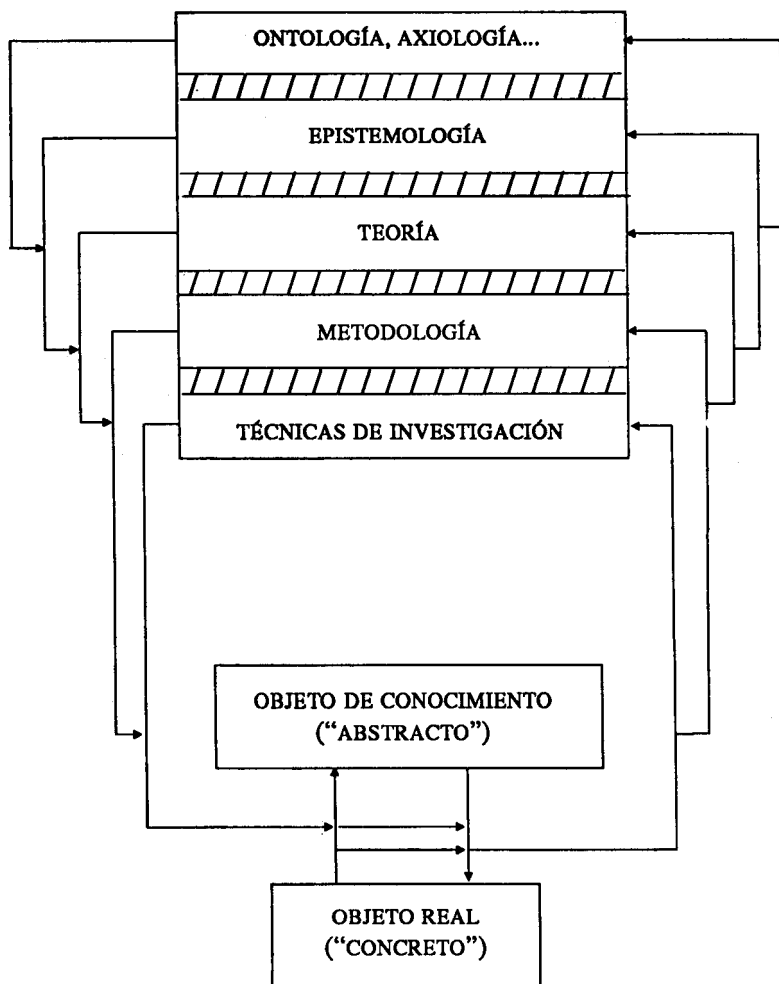 ONTOLOGÍA, AXIOLOGÍA...
EPISTEMOLOGÍA
TEORÍA
METODOLOGÍA
TÉCNICAS DE INVESTIGACIÓN
OBJETO DE CONOCIMIENTO
(“ABSTRACTO”)
OBJETO REAL
(“CONCRETO”)